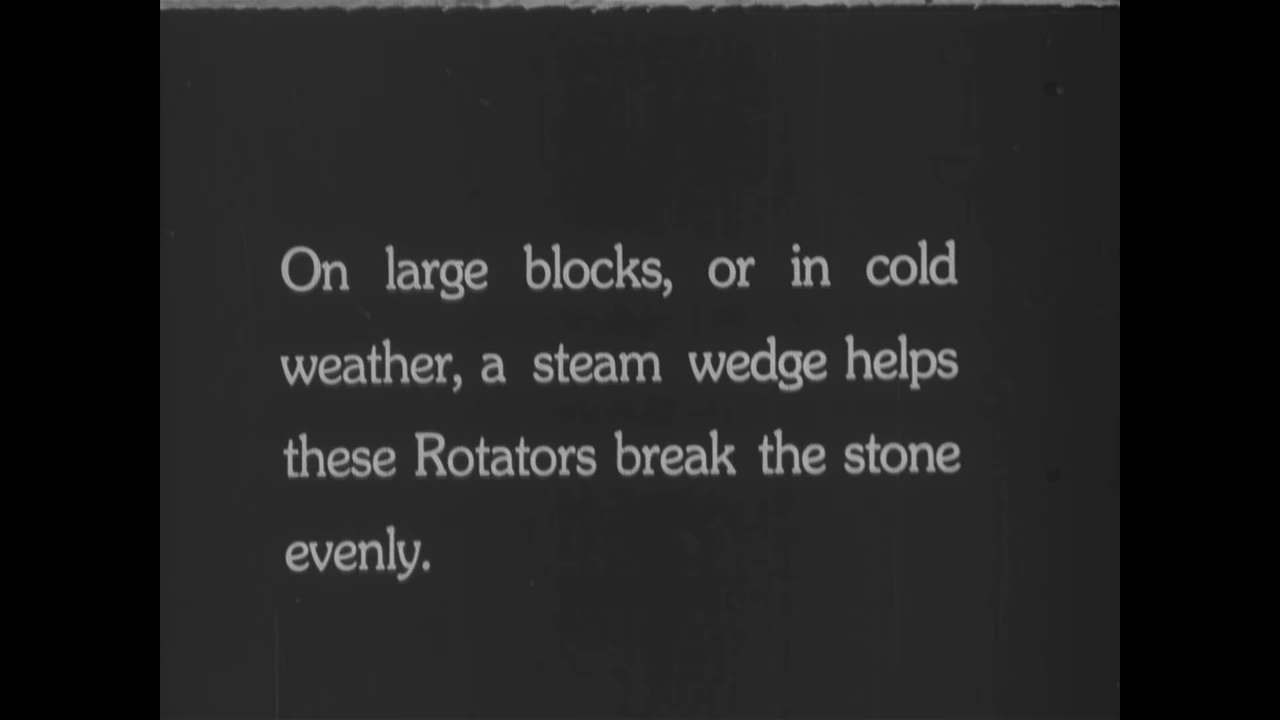 On large blocks, or in cold
weather, a steam wedge helps
these Rotators break the stone
evenly.